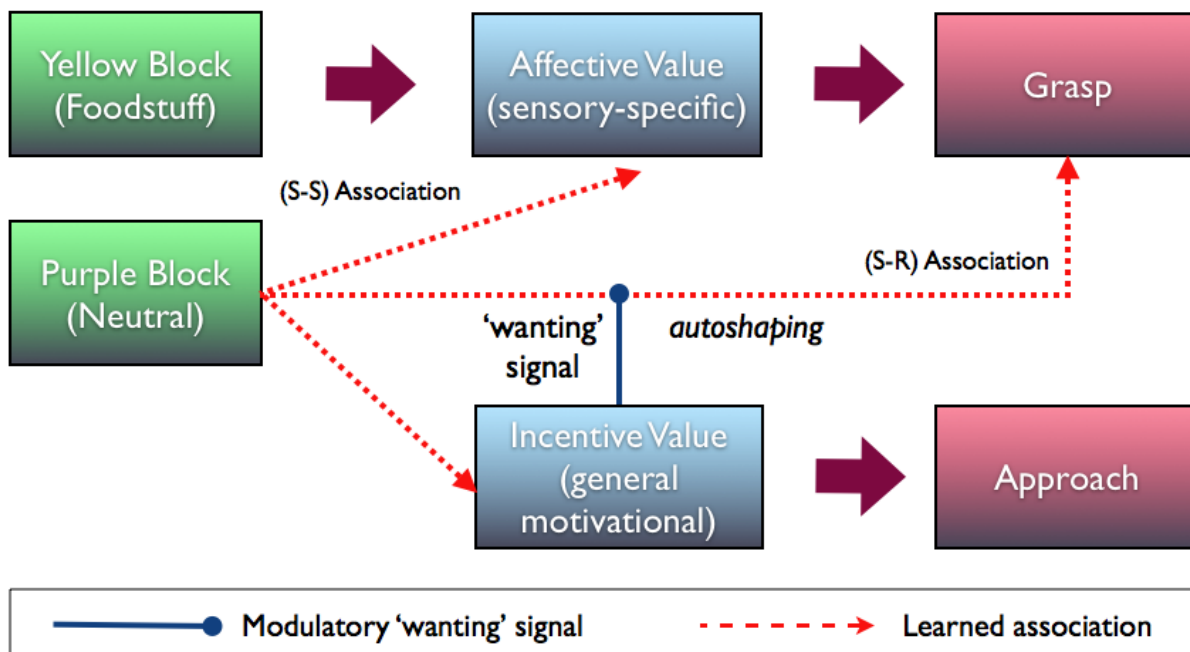 Yellow Block
(Foodstuff)
Affective Value
(sensory-specific)
Grasp
(S-S) Association
Purple Block
(Neutral)
(S-R) Association
‘wanting’
signal
autoshaping
Incentive Value
(general
motivational)
Approach
Modulatory ‘wanting’ signal
Learned association